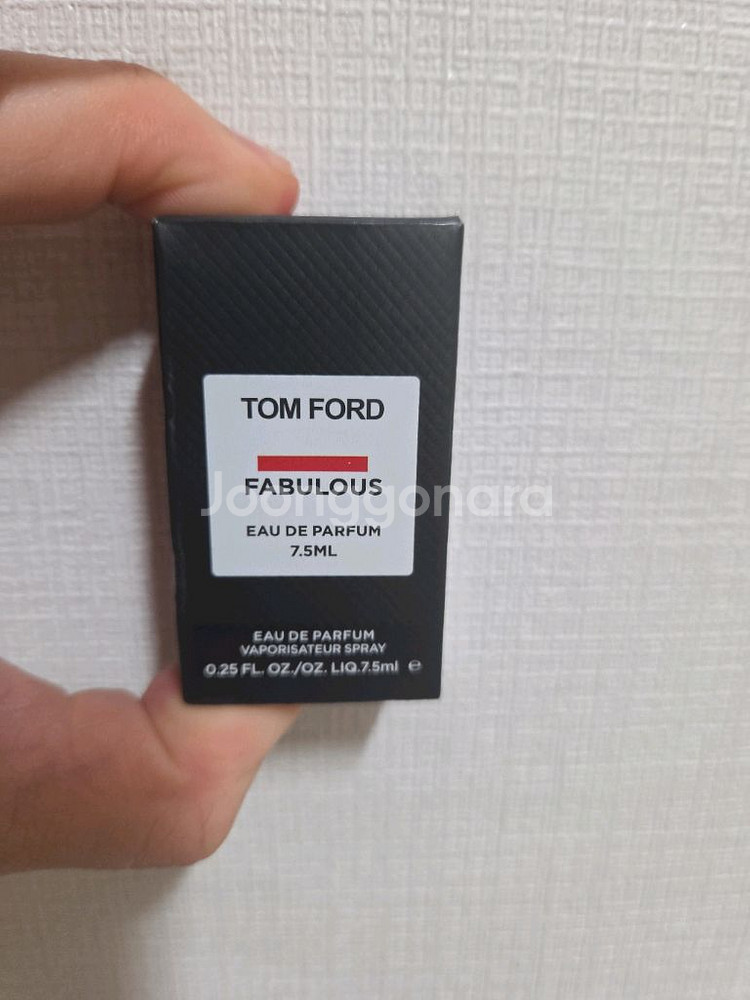 TOM FORD
FABULOUS
Joonggonara
EAU DE PARFUM
7.5ML
EAU DE PARFUM
VAPORISATEUR SPRAY
0.25 FL. OZ./OZ. LIQ.7.5ml e